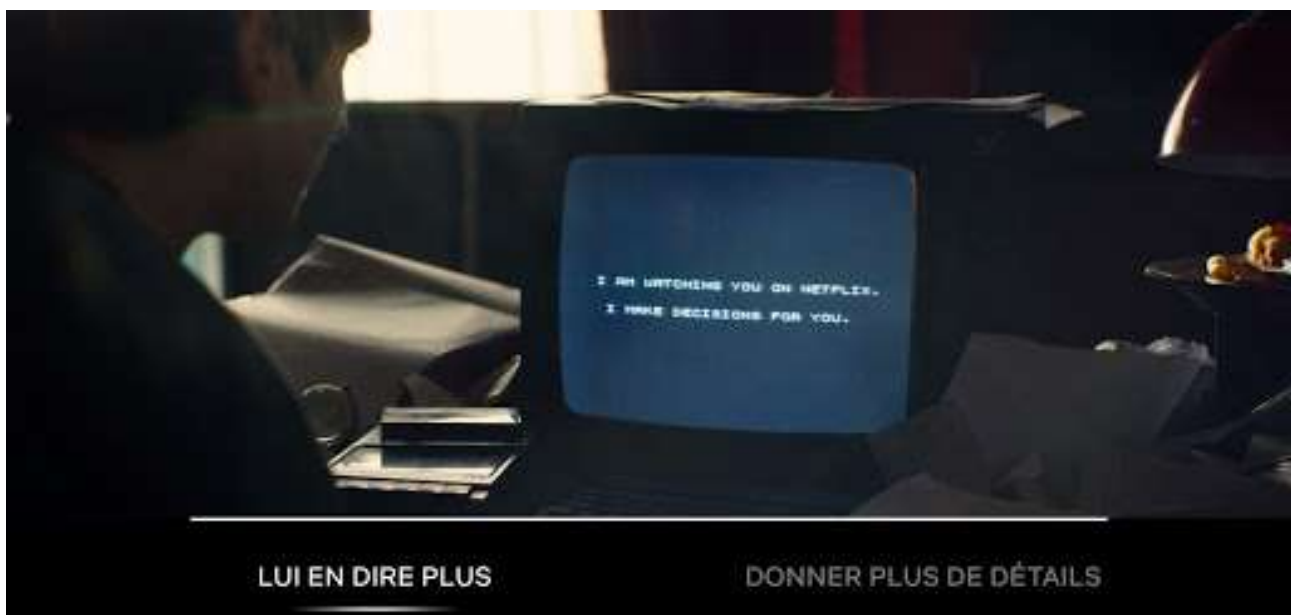 I AM WATCHING YOU ON NETFLIX.
I MAKE DECISIONS FOR YOU.
LUI EN DIRE PLUS
DONNER PLUS DE DÉTAILS